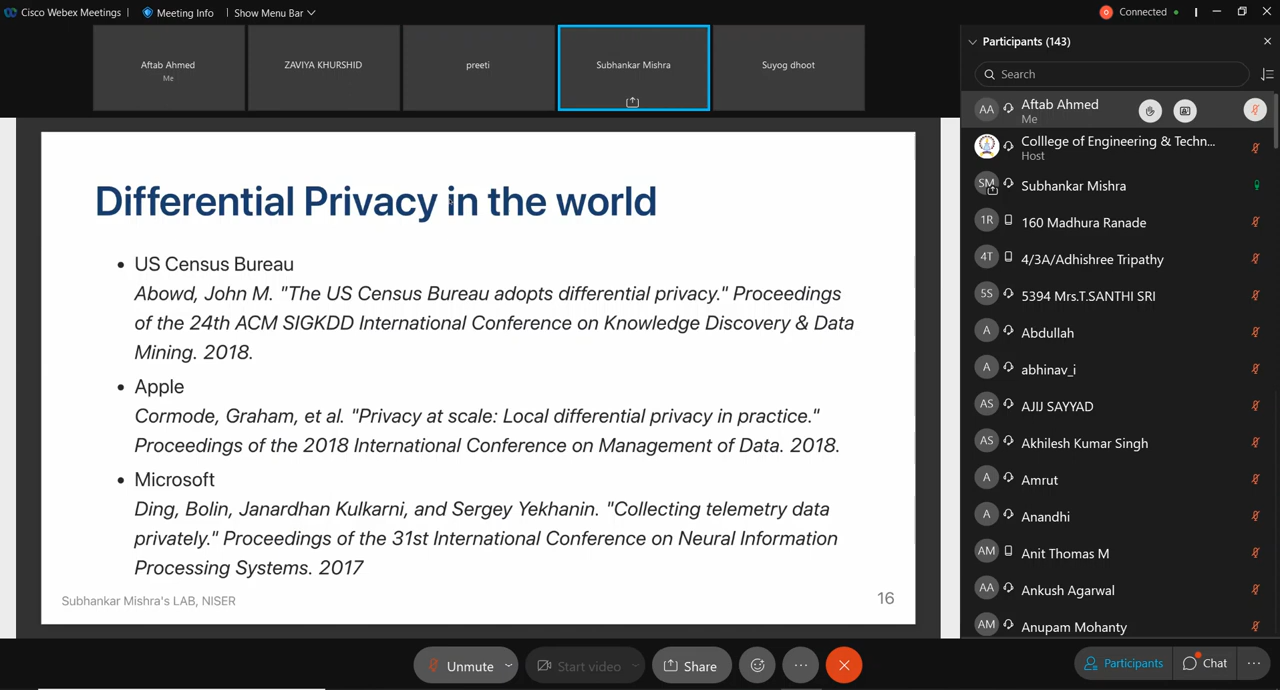 Cisco Webex Meetings
Meeting Info
Show Menu Bar
Connected
Aftab Ahmed
Me
ZAVIYA KHURSHID
preeti
Subhankar Mishra
Suyog dhoot
Differential Privacy in the world
• US Census Bureau
Abowd, John M. "The US Census Bureau adopts differential privacy." Proceedings
of the 24th ACM SIGKDD International Conference on Knowledge Discovery & Data
Mining. 2018.
• Apple
Cormode, Graham, et al. "Privacy at scale: Local differential privacy in practice."
Proceedings of the 2018 International Conference on Management of Data. 2018.
• Microsoft
Ding, Bolin, Janardhan Kulkarni, and Sergey Yekhanin. "Collecting telemetry data
privately." Proceedings of the 31st International Conference on Neural Information
Processing Systems. 2017
Subhankar Mishra's LAB, NISER
16
Participants (143)
Search
AA Aftab Ahmed
Me
Colllege of Engineering & Techn...
Host
SM Subhankar Mishra
1R 160 Madhura Ranade
4T 4/3A/Adhishree Tripathy
5S 5394 Mrs.T.SANTHI SRI
A Abdullah
A abhinav_i
AS AJIJ SAYYAD
AS Akhilesh Kumar Singh
A Amrut
A Anandhi
AM Anit Thomas M
AA Ankush Agarwal
AM Anupam Mohanty
Unmute
Start video
Share
Participants
Chat